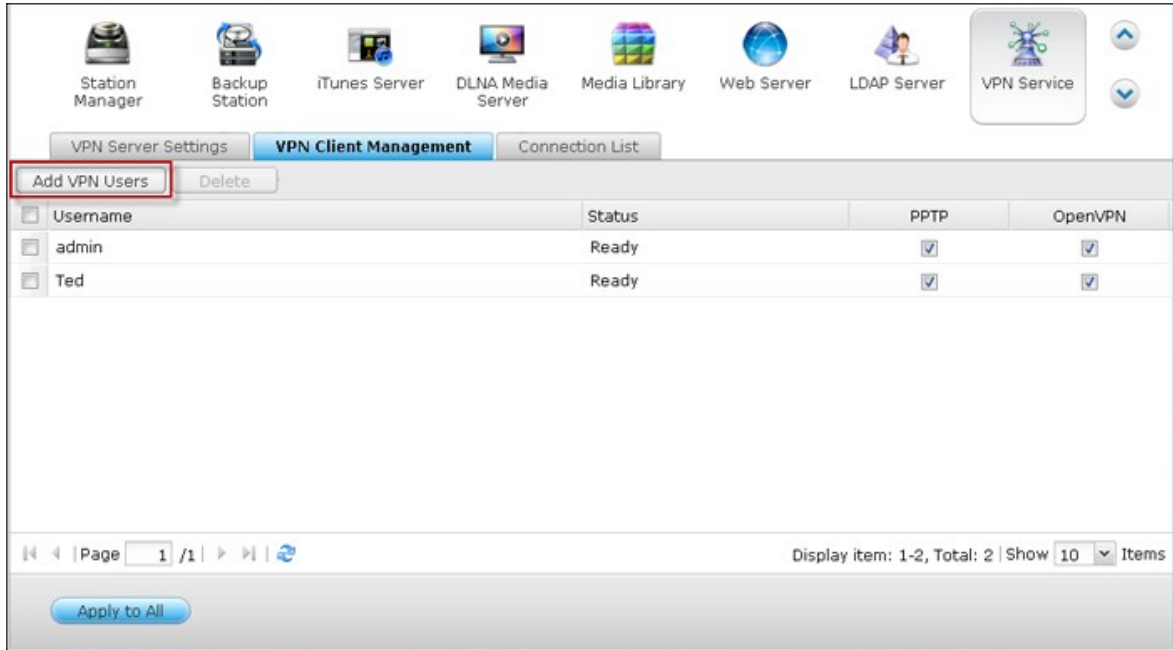 Station Manager
Backup Station
iTunes Server
DLNA Media Server
Media Library
Web Server
LDAP Server
VPN Service
VPN Server Settings VPN Client Management Connection List
Add VPN Users Delete
Username Status PPTP OpenVPN
admin Ready
Ted Ready
Page 1 /1 Display item: 1-2, Total: 2 Show 10 Items
Apply to All